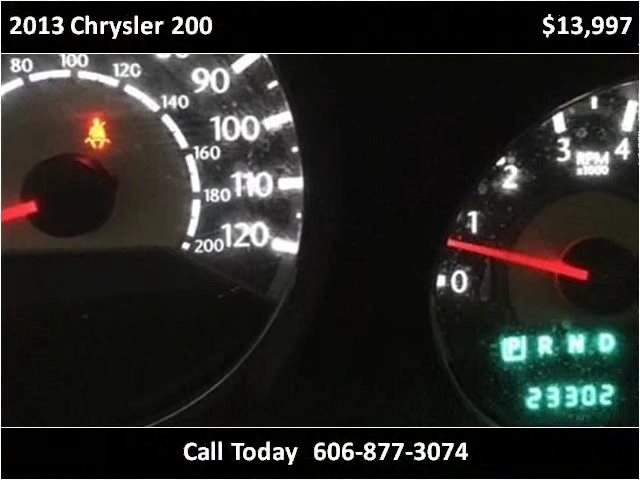 2013 Chrysler 200 $13,997
80 100 120 140 160 180 200
90 100 110 120
0 1 2 3 4
RPM
x1000
P R N D
23302
Call Today 606-877-3074